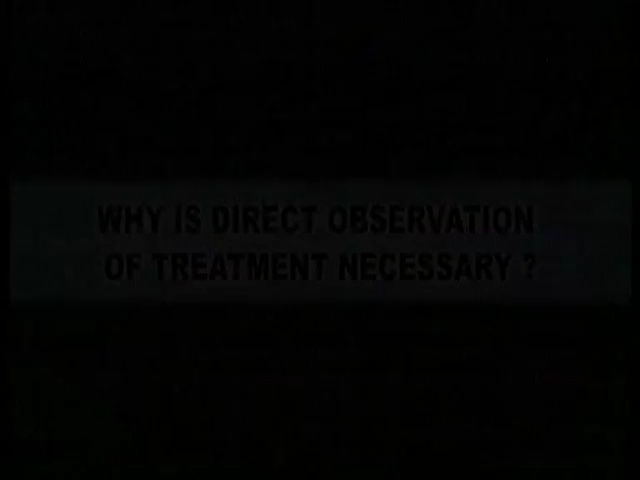 WHY IS DIRECT OBSERVATION
OF TREATMENT NECESSARY ?